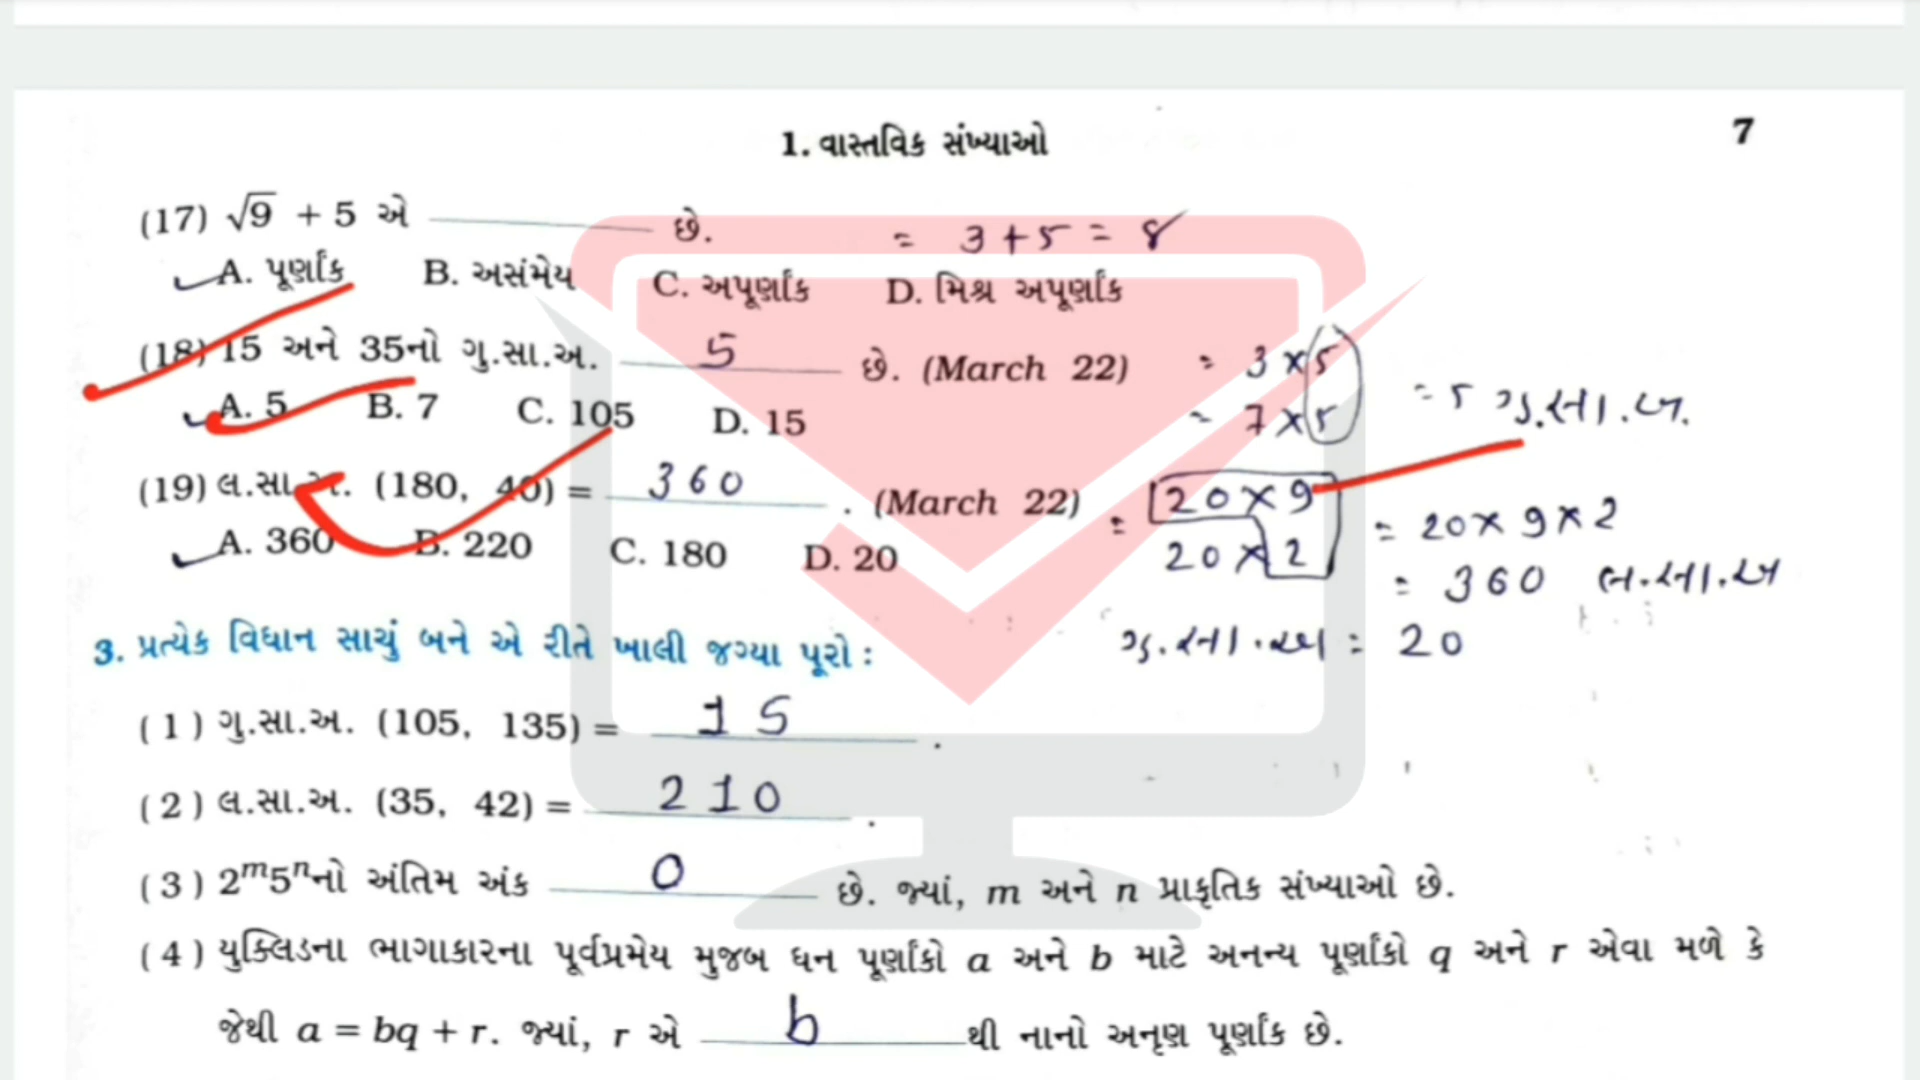 1. વાસ્તવિક સંખ્યાઓ 7
(17) √9 + 5 એ ______ છે. = 3 + 5 = 8
A. પૂર્ણાંક B. અસંમેય C. અપૂર્ણાંક D. મિશ્ર અપૂર્ણાંક
(18) 15 અને 35નો ગુ.સા.અ. 5 છે. (March 22) = 3 × 5
A. 5 B. 7 C. 105 D. 15 = 7 × 5 = 5 ગુ.સા.અ.
(19) લ.સા.અ. (180, 40) = 360 . (March 22) = 20 × 9 = 20 × 9 × 2
A. 360 B. 220 C. 180 D. 20 20 × 2 = 360 લ.સા.અ
3. પ્રત્યેક વિધાન સાચું બને એ રીતે ખાલી જગ્યા પૂરો : ગુ.સા.અ = 20
(1) ગુ.સા.અ. (105, 135) = 15 .
(2) લ.સા.અ. (35, 42) = 210 .
(3) 2ᵐ5ⁿનો અંતિમ અંક 0 છે. જ્યાં, m અને n પ્રાકૃતિક સંખ્યાઓ છે.
(4) યુક્લિડના ભાગાકારના પૂર્વપ્રમેય મુજબ ધન પૂર્ણાંકો a અને b માટે અનન્ય પૂર્ણાંકો q અને r એવા મળે કે
જેથી a = bq + r. જ્યાં, r એ b થી નાનો અનૃણ પૂર્ણાંક છે.